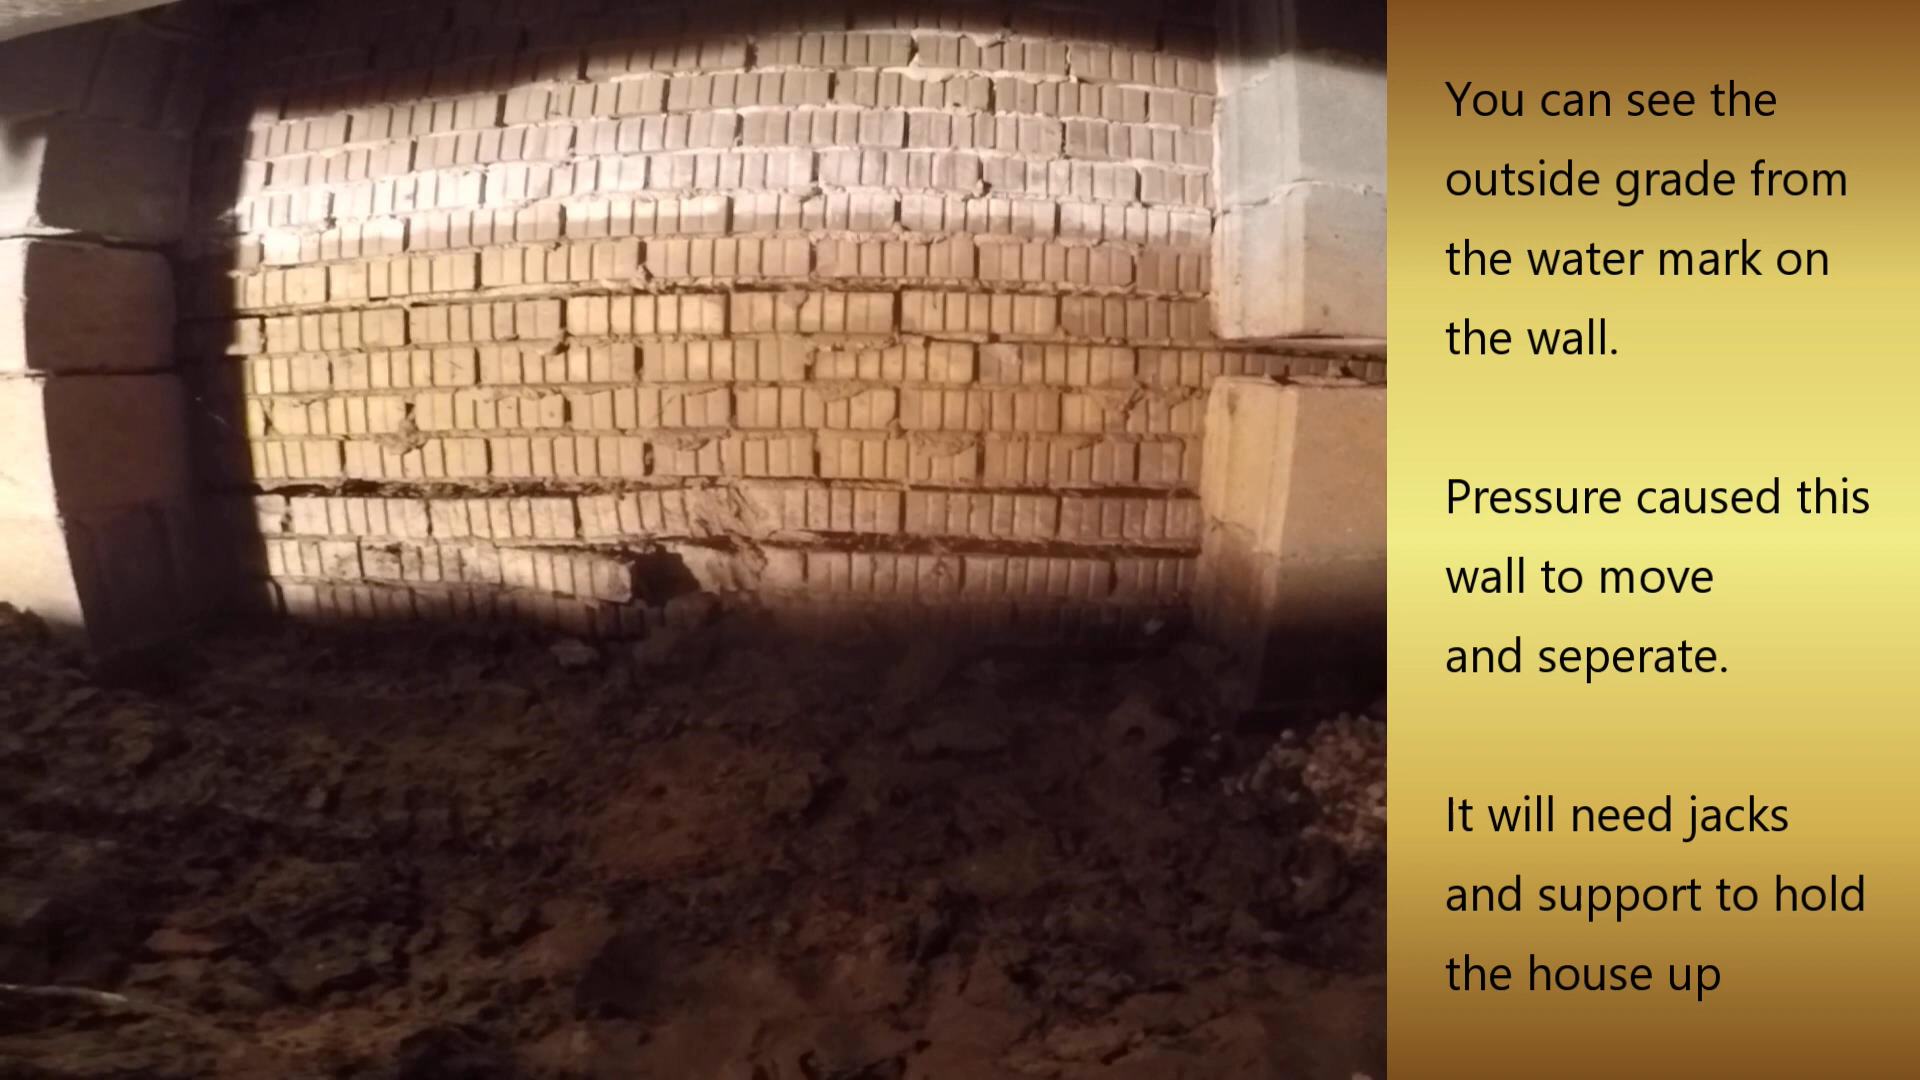 You can see the
outside grade from
the water mark on
the wall.
Pressure caused this
wall to move
and seperate.
It will need jacks
and support to hold
the house up